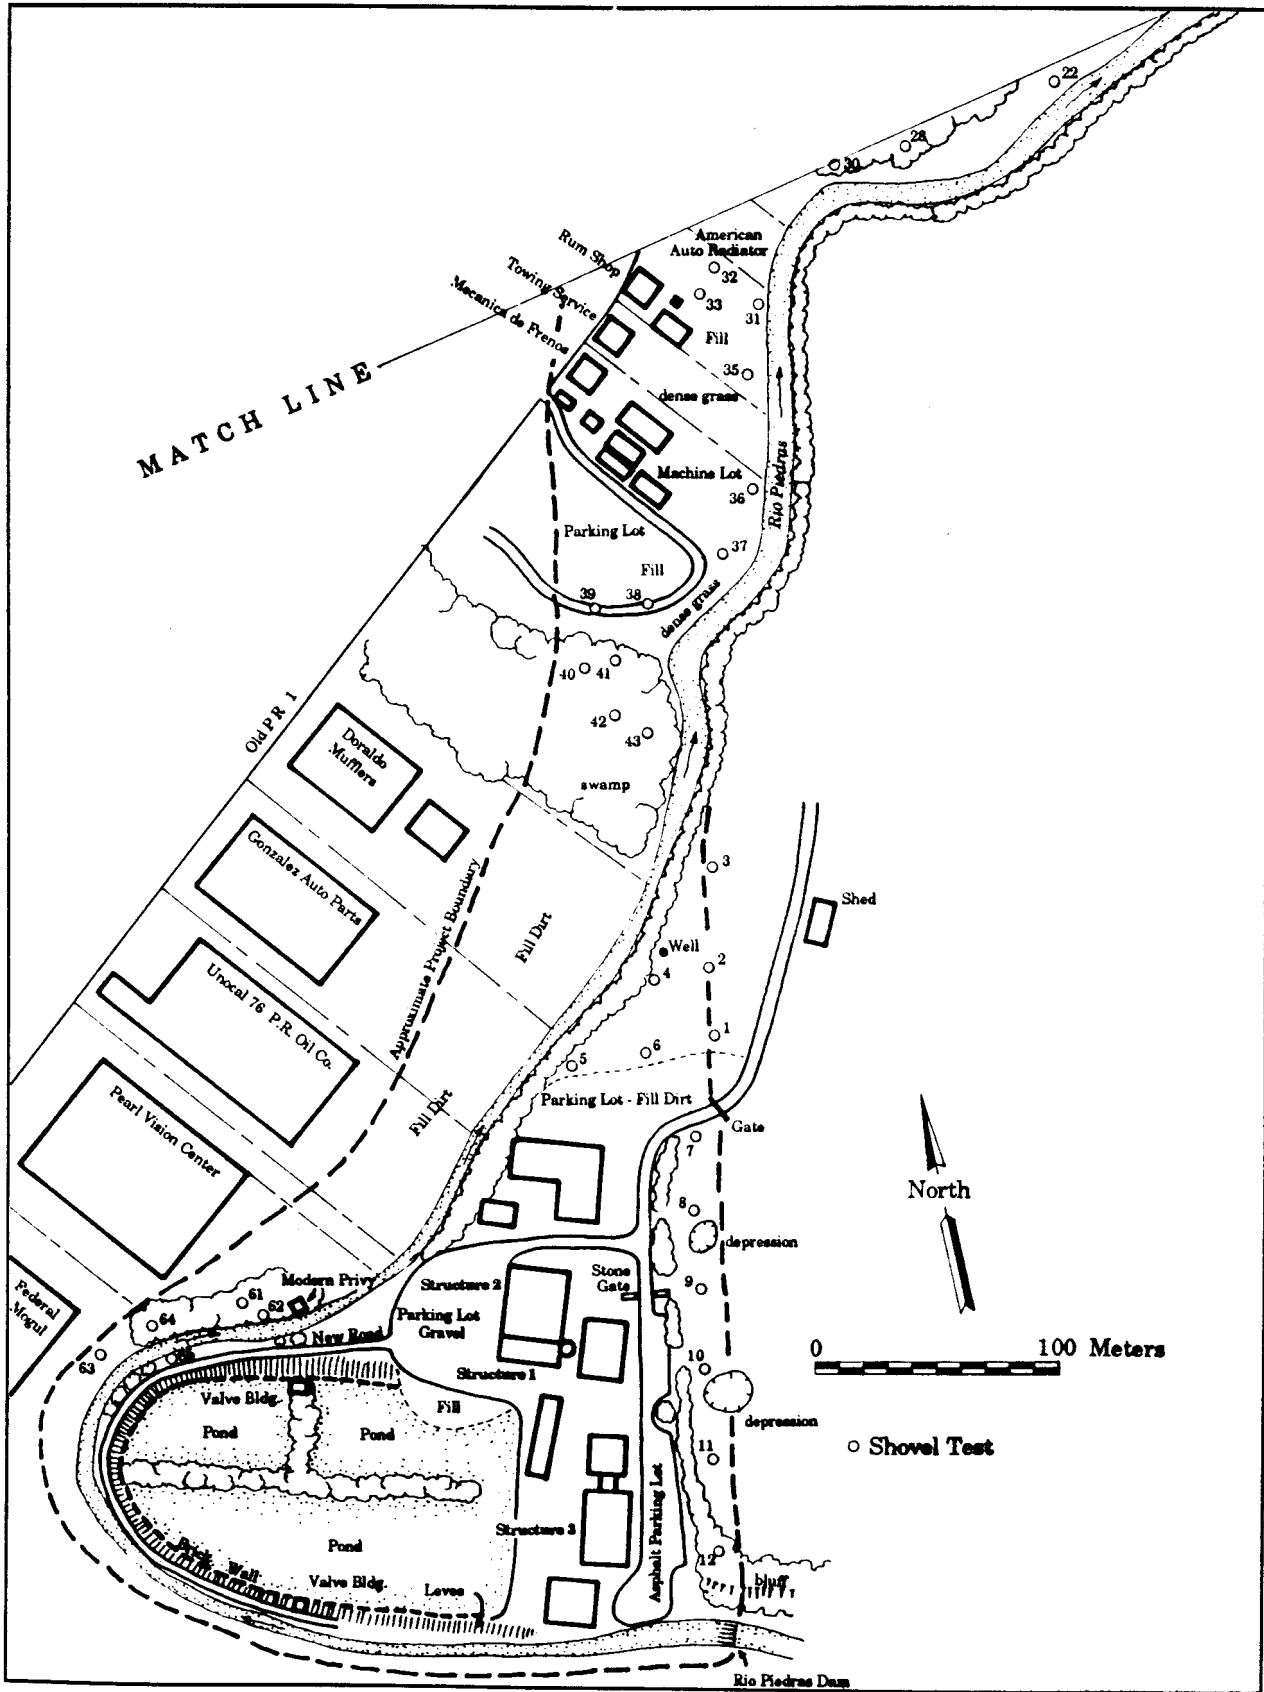 22
28
30
American
Auto Radiator
Rum Shop
32
Towing Service
33
31
Mecanica de Frenos
Fill
35
MATCH LINE
dense grass
Machine Lot
36
Rio Piedras
Parking Lot
37
Fill
39
38
dense grass
40
41
42
43
Old PR 1
Doraldo
Mufflers
swamp
Gonzalez Auto Parts
3
Shed
Approximate Project Boundary
Fill Dirt
Well
2
4
Unocal 76 P.R. Oil Co.
1
6
5
Pearl Vision Center
Fill Dirt
Parking Lot - Fill Dirt
Gate
7
North
8
depression
Federal
Mogul
Modern Privy
Structure 2
Stone
Gate
9
61
62
64
Parking Lot
Gravel
New Road
63
0 100 Meters
10
Structure 1
Valve Bldg.
Fill
depression
Pond
Pond
Shovel Test
11
Asphalt Parking Lot
Structure 3
Pond
12
Brick Wall
Valve Bldg.
Levee
bluff
Rio Piedras Dam